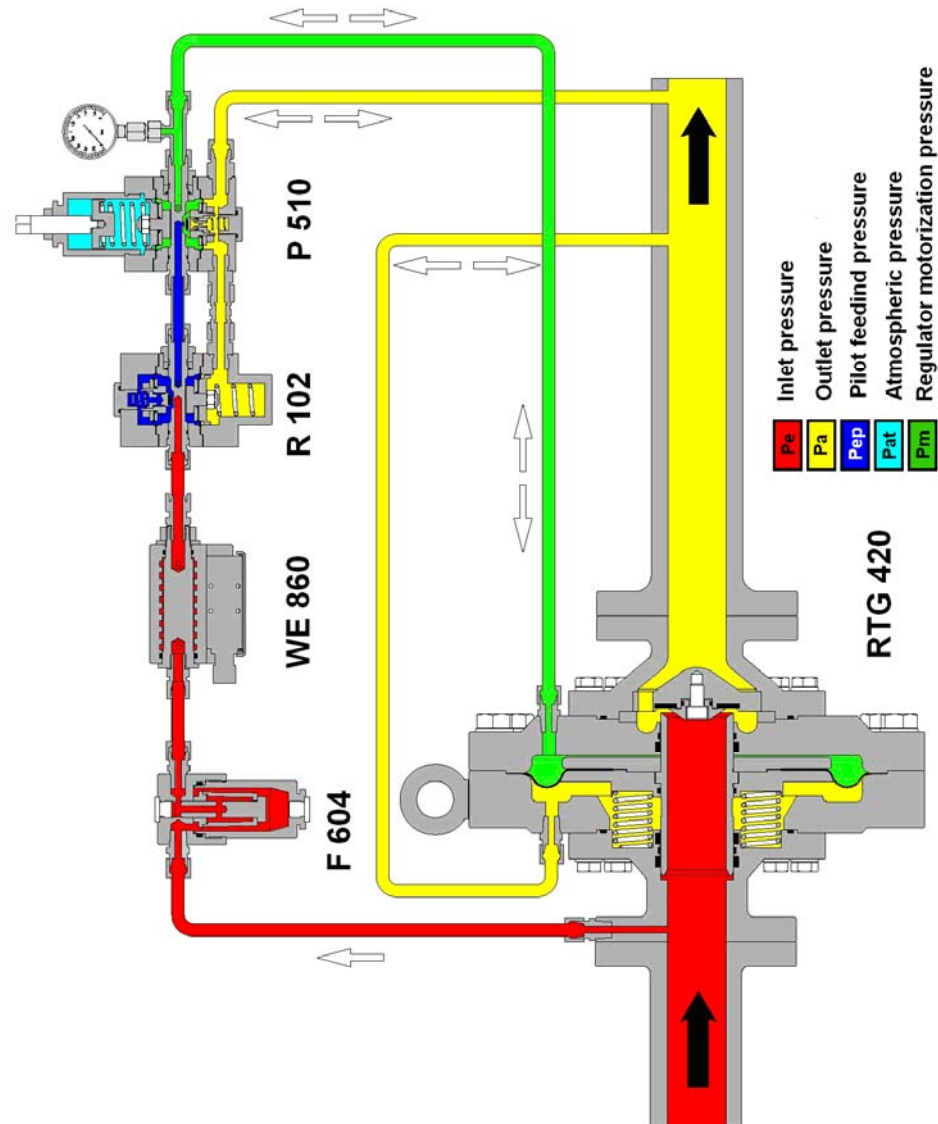 P 510
R 102
WE 860
F 604
RTG 420
Pe Inlet pressure
Pa Outlet pressure
Pep Pilot feedind pressure
Pat Atmospheric pressure
Pm Regulator motorization pressure